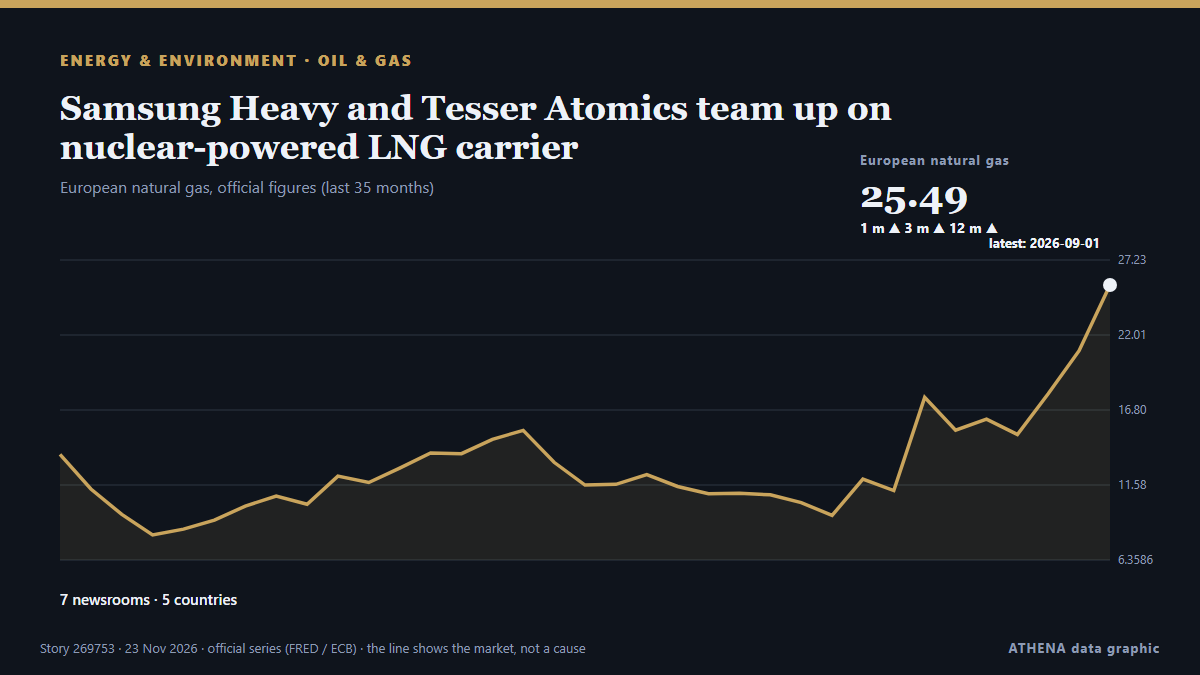 ENERGY & ENVIRONMENT · OIL & GAS
Samsung Heavy and Tesser Atomics team up on
nuclear-powered LNG carrier
European natural gas, official figures (last 35 months)
European natural gas
25.49
1 m ▲ 3 m ▲ 12 m ▲
latest: 2026-09-01
27.23
22.01
16.80
11.58
6.3586
7 newsrooms · 5 countries
Story 269753 · 23 Nov 2026 · official series (FRED / ECB) · the line shows the market, not a cause
ATHENA data graphic